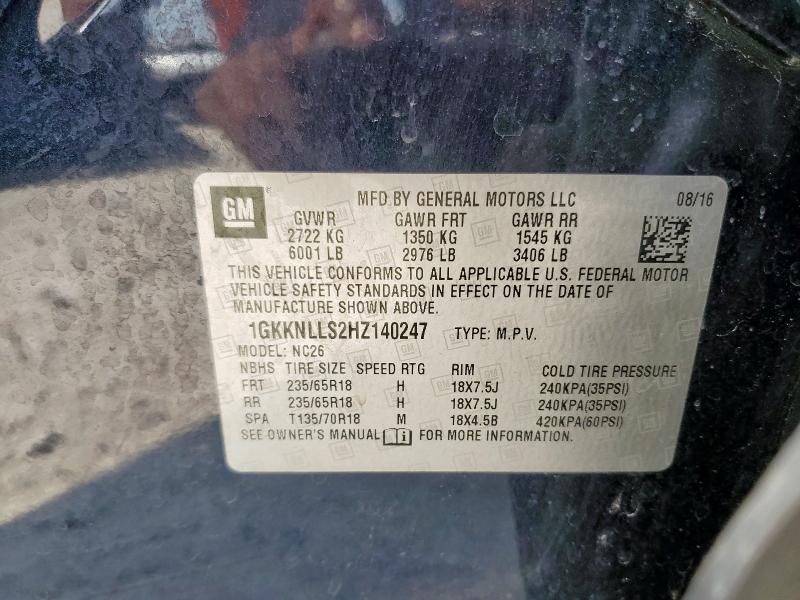 GM
MFD BY GENERAL MOTORS LLC 08/16
GVWR GAWR FRT GAWR RR
2722 KG 1350 KG 1545 KG
6001 LB 2976 LB 3406 LB
THIS VEHICLE CONFORMS TO ALL APPLICABLE U.S. FEDERAL MOTOR
VEHICLE SAFETY STANDARDS IN EFFECT ON THE DATE OF
MANUFACTURE SHOWN ABOVE.
1GKKNLLS2HZ140247 TYPE: M.P.V.
MODEL: NC26
NBHS TIRE SIZE SPEED RTG RIM COLD TIRE PRESSURE
FRT 235/65R18 H 18X7.5J 240KPA(35PSI)
RR 235/65R18 H 18X7.5J 240KPA(35PSI)
SPA T135/70R18 M 18X4.5B 420KPA(60PSI)
SEE OWNER'S MANUAL FOR MORE INFORMATION.